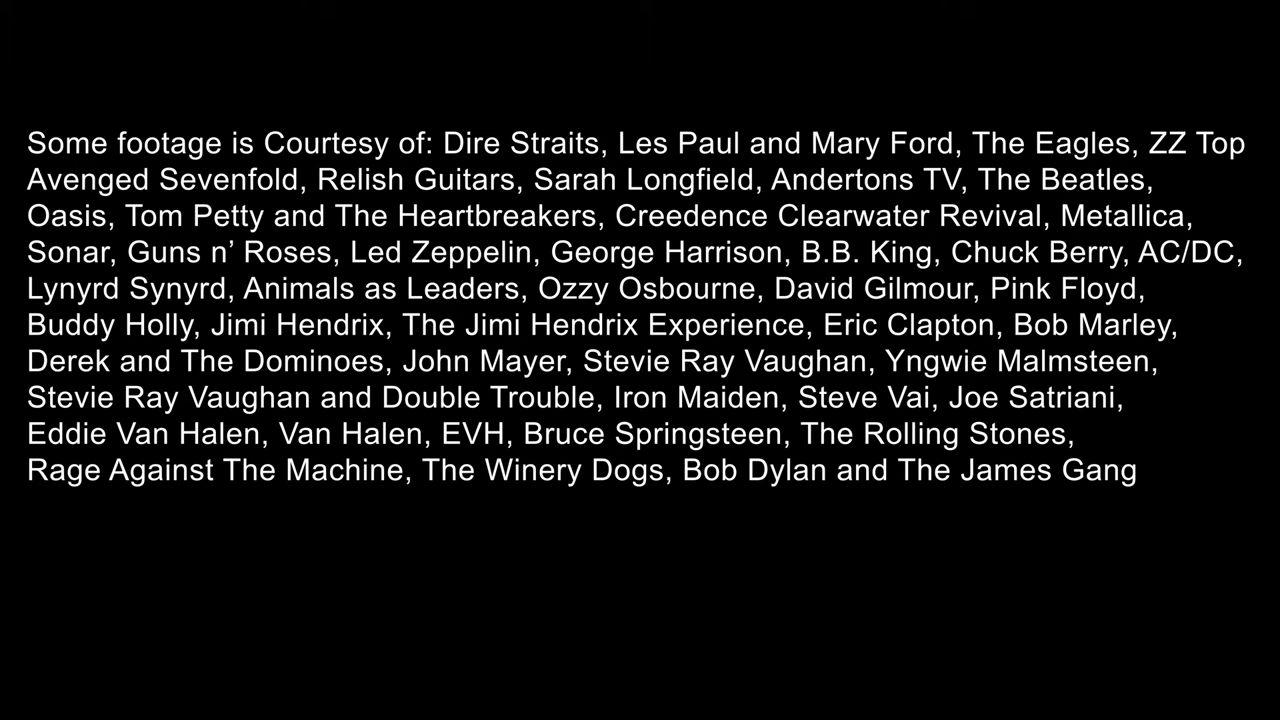 Some footage is Courtesy of: Dire Straits, Les Paul and Mary Ford, The Eagles, ZZ Top
Avenged Sevenfold, Relish Guitars, Sarah Longfield, Andertons TV, The Beatles,
Oasis, Tom Petty and The Heartbreakers, Creedence Clearwater Revival, Metallica,
Sonar, Guns n’ Roses, Led Zeppelin, George Harrison, B.B. King, Chuck Berry, AC/DC,
Lynyrd Synyrd, Animals as Leaders, Ozzy Osbourne, David Gilmour, Pink Floyd,
Buddy Holly, Jimi Hendrix, The Jimi Hendrix Experience, Eric Clapton, Bob Marley,
Derek and The Dominoes, John Mayer, Stevie Ray Vaughan, Yngwie Malmsteen,
Stevie Ray Vaughan and Double Trouble, Iron Maiden, Steve Vai, Joe Satriani,
Eddie Van Halen, Van Halen, EVH, Bruce Springsteen, The Rolling Stones,
Rage Against The Machine, The Winery Dogs, Bob Dylan and The James Gang